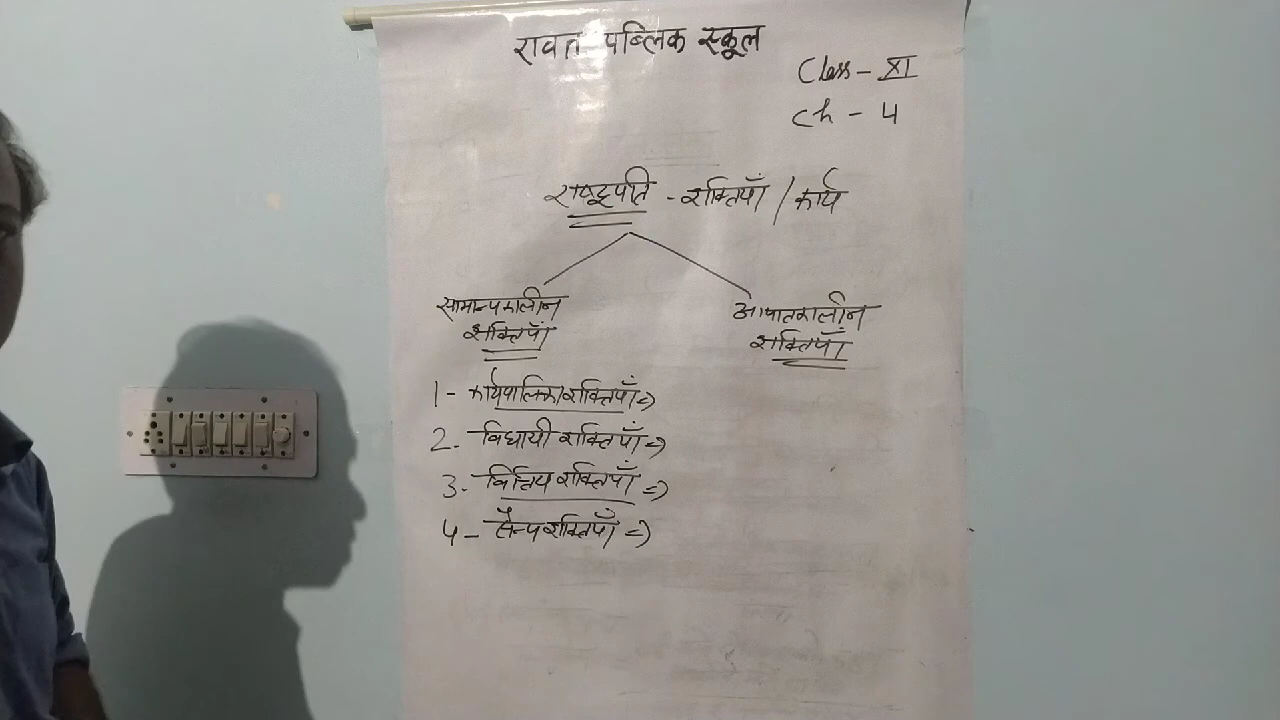 रावत पब्लिक स्कूल
Class - XI
Ch - 4
राष्ट्रपति - शक्तियाँ / कार्य
सामान्यकालीन
शक्तियाँ
आपातकालीन
शक्तियाँ
1- कार्यपालिका शक्तियाँ =>
2- विधायी शक्तियाँ =>
3- वित्तिय शक्तियाँ =>
4- सैन्य शक्तियाँ =>